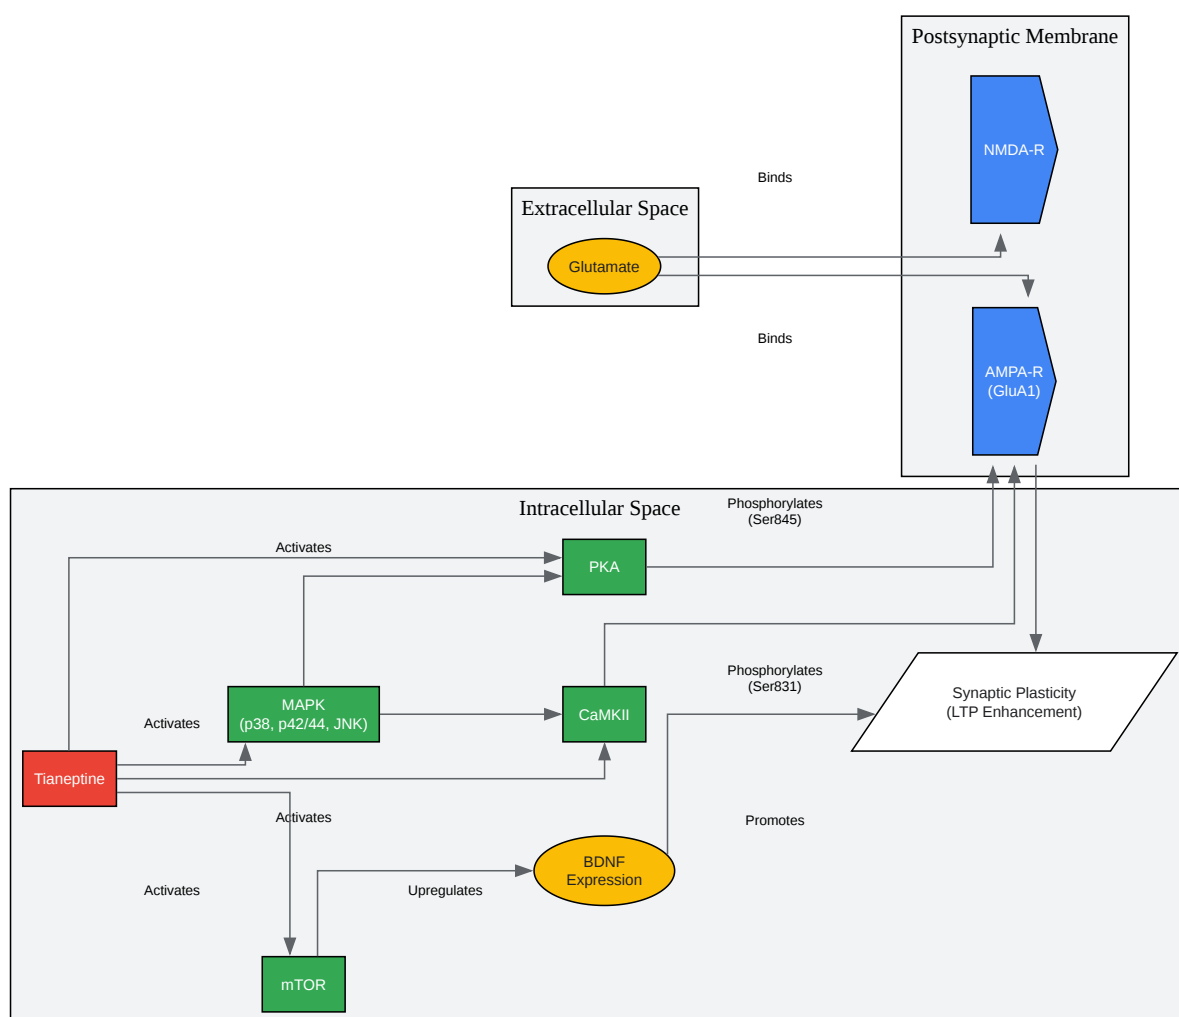 Postsynaptic Membrane
NMDA-R
Binds
Extracellular Space
Glutamate
Binds
AMPA-R
(GluA1)
Intracellular Space
Phosphorylates
(Ser845)
Activates
PKA
Phosphorylates
(Ser831)
Synaptic Plasticity
(LTP Enhancement)
MAPK
(p38, p42/44, JNK)
CaMKII
Activates
Tianeptine
Activates
Promotes
BDNF
Expression
Activates
Upregulates
mTOR